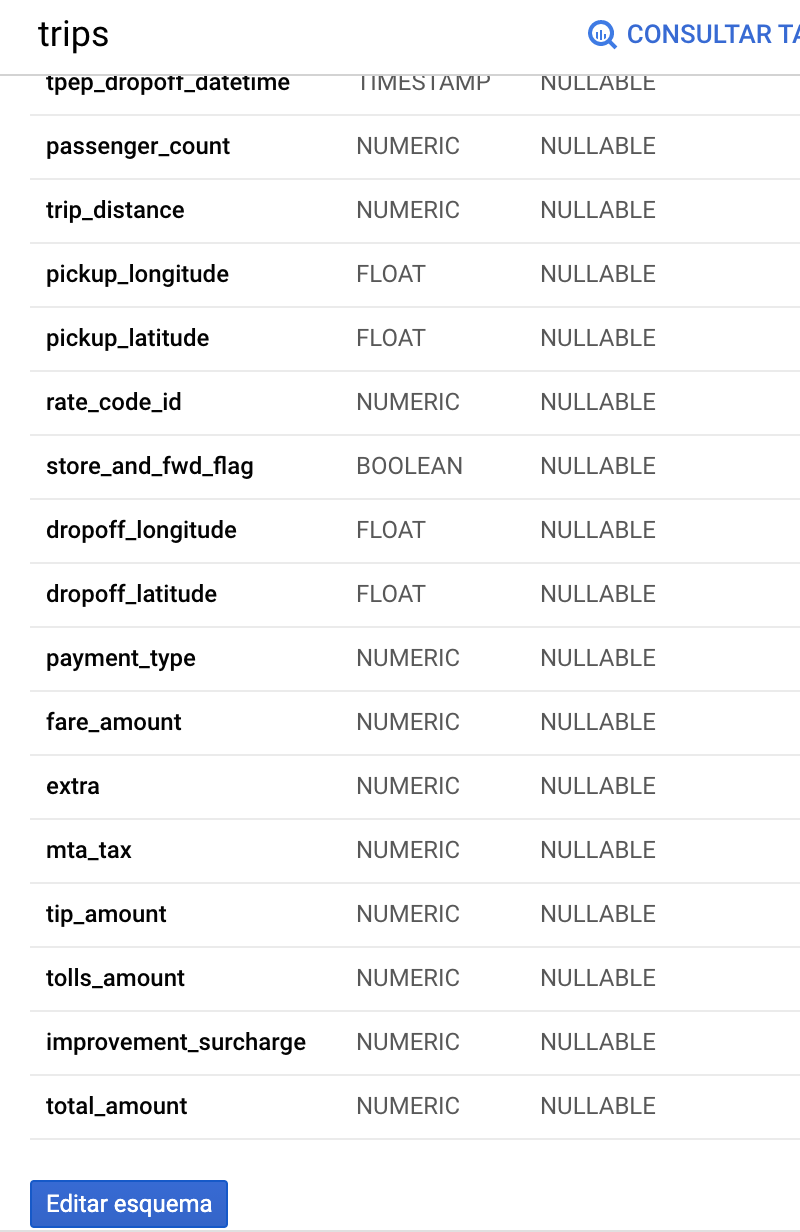 trips CONSULTAR TA
tpep_dropoff_datetime TIMESTAMP NULLABLE
passenger_count NUMERIC NULLABLE
trip_distance NUMERIC NULLABLE
pickup_longitude FLOAT NULLABLE
pickup_latitude FLOAT NULLABLE
rate_code_id NUMERIC NULLABLE
store_and_fwd_flag BOOLEAN NULLABLE
dropoff_longitude FLOAT NULLABLE
dropoff_latitude FLOAT NULLABLE
payment_type NUMERIC NULLABLE
fare_amount NUMERIC NULLABLE
extra NUMERIC NULLABLE
mta_tax NUMERIC NULLABLE
tip_amount NUMERIC NULLABLE
tolls_amount NUMERIC NULLABLE
improvement_surcharge NUMERIC NULLABLE
total_amount NUMERIC NULLABLE
Editar esquema